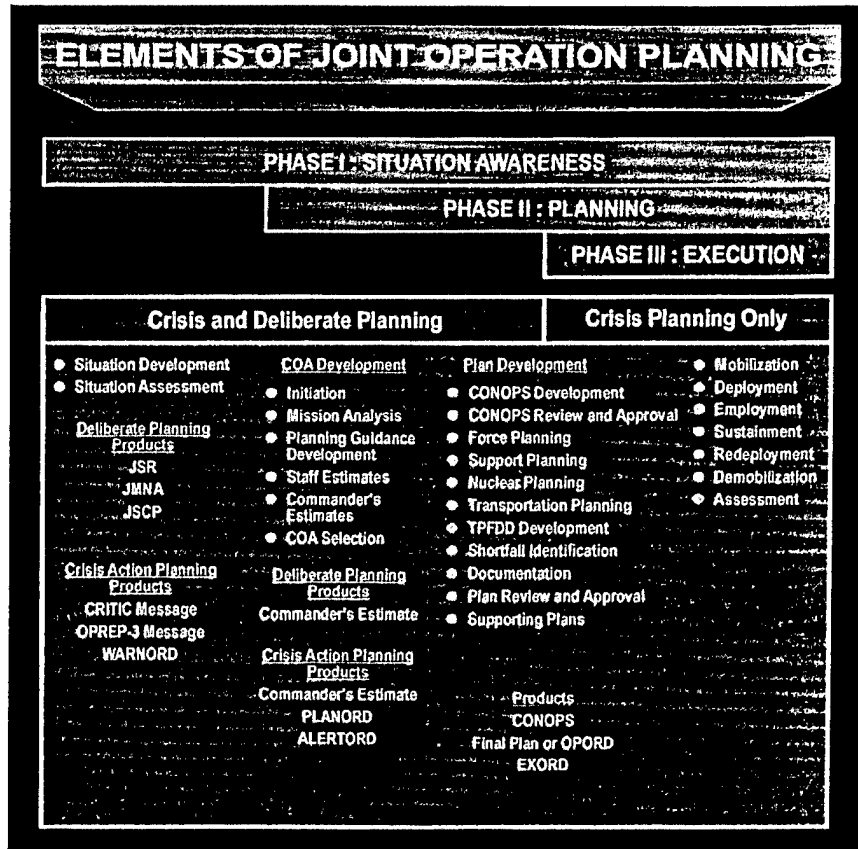 ELEMENTS OF JOINT OPERATION PLANNING
PHASE I : SITUATION AWARENESS
PHASE II : PLANNING
PHASE III : EXECUTION
Crisis and Deliberate Planning
Crisis Planning Only
● Situation Development
● Situation Assessment
Deliberate Planning
Products
JSR
JMNA
JSCP
Crisis Action Planning
Products
CRITIC Message
OPREP-3 Message
WARNORD
COA Development
● Initiation
● Mission Analysis
● Planning Guidance
Development
● Staff Estimates
● Commander's
Estimates
● COA Selection
Deliberate Planning
Products
Commander's Estimate
Crisis Action Planning
Products
Commander's Estimate
PLANORD
ALERTORD
Plan Development
● CONOPS Development
● CONOPS Review and Approval
● Force Planning
● Support Planning
● Nuclear Planning
● Transportation Planning
● TPFDD Development
● Shortfall Identification
● Documentation
● Plan Review and Approval
● Supporting Plans
Products
CONOPS
Final Plan or OPORD
EXORD
● Mobilization
● Deployment
● Employment
● Sustainment
● Redeployment
● Demobilization
● Assessment